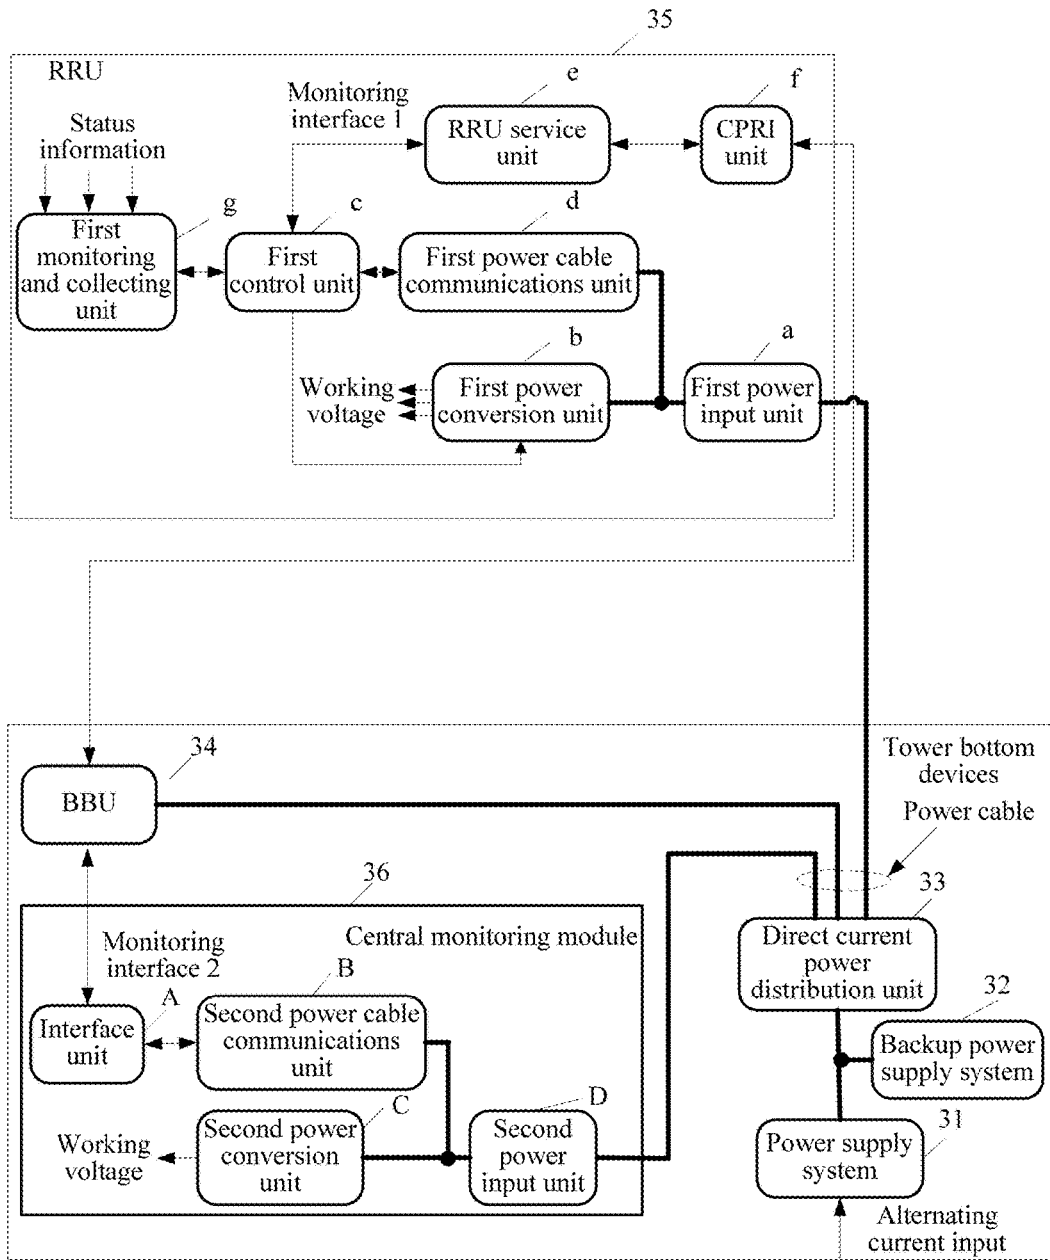 35
RRU
e
f
Monitoring
interface 1
RRU service
unit
CPRI
unit
Status
information
g
c
d
First
monitoring
and collecting
unit
First
control unit
First power cable
communications unit
b
a
Working
voltage
First power
conversion unit
First power
input unit
34
BBU
Tower bottom
devices
Power cable
36
33
Central monitoring module
Monitoring
interface 2
Direct current
power
distribution unit
A
B
Interface
unit
Second power cable
communications
unit
32
Backup power
supply system
C
D
31
Working
voltage
Second power
conversion
unit
Second
power
input unit
Power supply
system
Alternating
current input